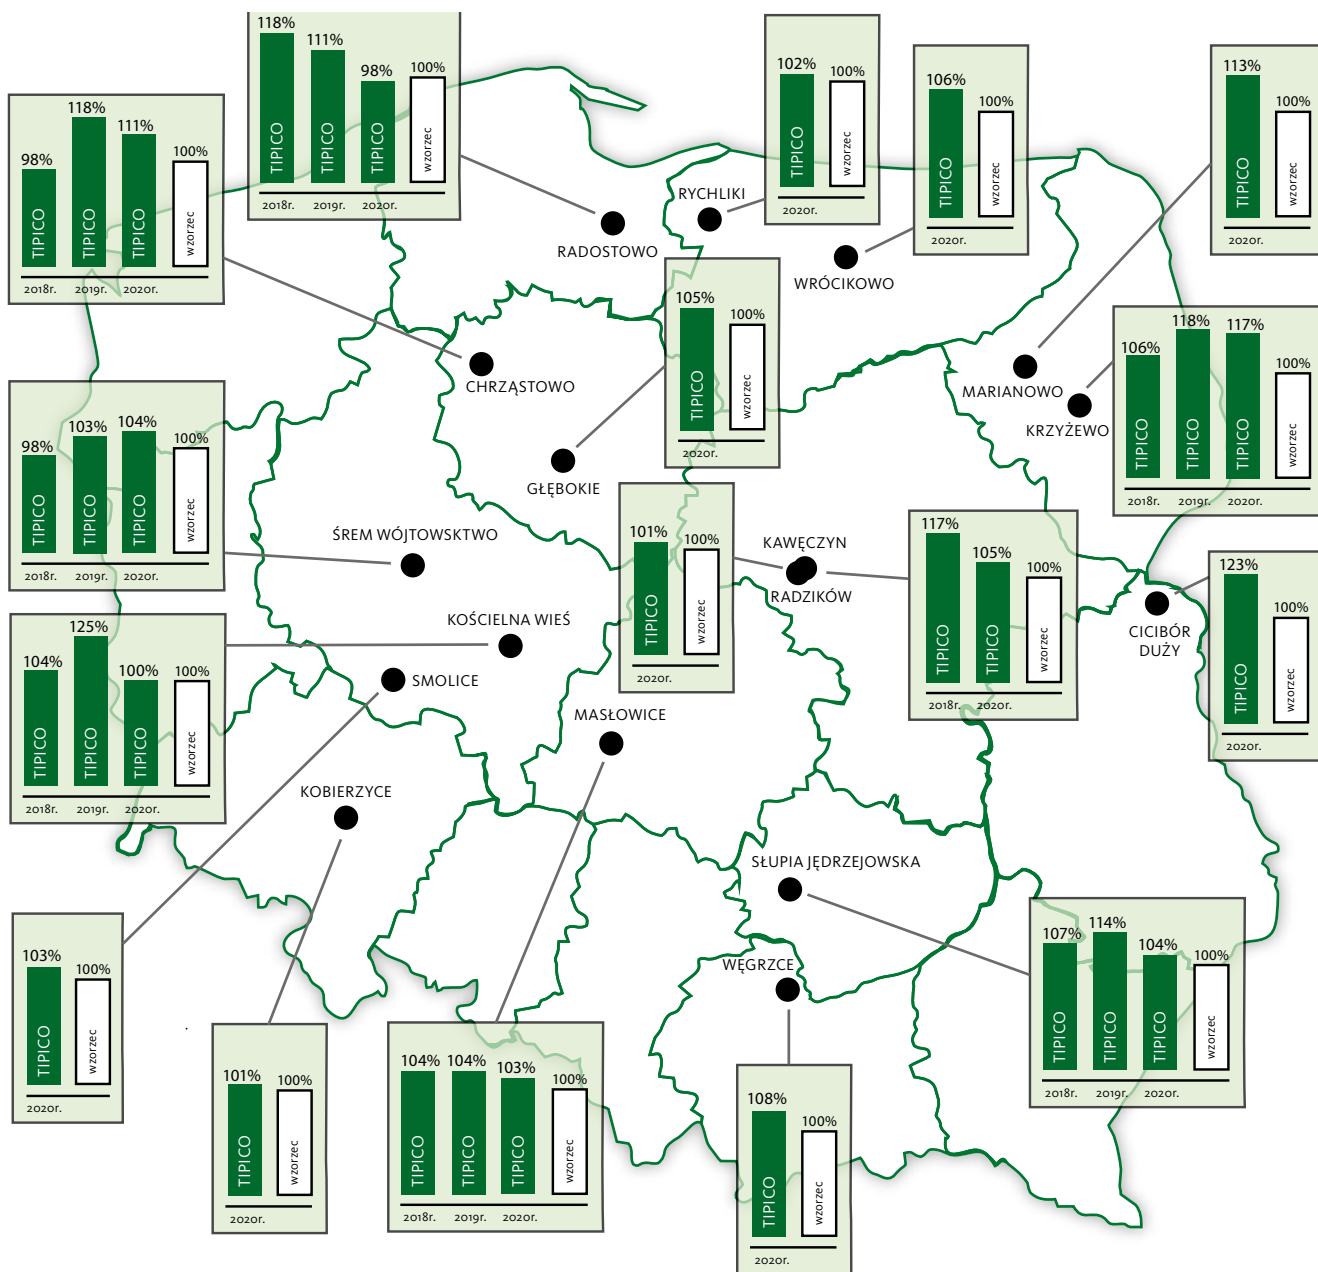 118%
111%
98%
100%
TIPICO
TIPICO
TIPICO
wzorzec
2018r.
2019r.
2020r.
102%
100%
TIPICO
wzorzec
2020r.
106%
100%
TIPICO
wzorzec
2020r.
113%
100%
TIPICO
wzorzec
2020r.
98%
118%
111%
100%
TIPICO
TIPICO
TIPICO
wzorzec
2018r.
2019r.
2020r.
RYCHLIKI
RADOSTOWO
WRÓCIKOWO
105%
100%
TIPICO
wzorzec
2020r.
CHRZĄSTOWO
MARIANOWO
KRZYŻEWO
106%
118%
117%
100%
TIPICO
TIPICO
TIPICO
wzorzec
2018r.
2019r.
2020r.
98%
103%
104%
100%
TIPICO
TIPICO
TIPICO
wzorzec
2018r.
2019r.
2020r.
GŁĘBOKIE
ŚREM WÓJTOWSKTWO
101%
100%
TIPICO
wzorzec
2020r.
KAWĘCZYN
RADZIKÓW
117%
105%
100%
TIPICO
TIPICO
wzorzec
2018r.
2020r.
123%
100%
TIPICO
wzorzec
2020r.
CICIBÓR
DUŻY
104%
125%
100%
100%
TIPICO
TIPICO
TIPICO
wzorzec
2018r.
2019r.
2020r.
KOŚCIELNA WIEŚ
SMOLICE
MASŁOWICE
KOBIERZYCE
SŁUPIA JĘDRZEJOWSKA
WĘGRZCE
107%
114%
104%
100%
TIPICO
TIPICO
TIPICO
wzorzec
2018r.
2019r.
2020r.
103%
100%
TIPICO
wzorzec
2020r.
101%
100%
TIPICO
wzorzec
2020r.
104%
104%
103%
100%
TIPICO
TIPICO
TIPICO
wzorzec
2018r.
2019r.
2020r.
108%
100%
TIPICO
wzorzec
2020r.